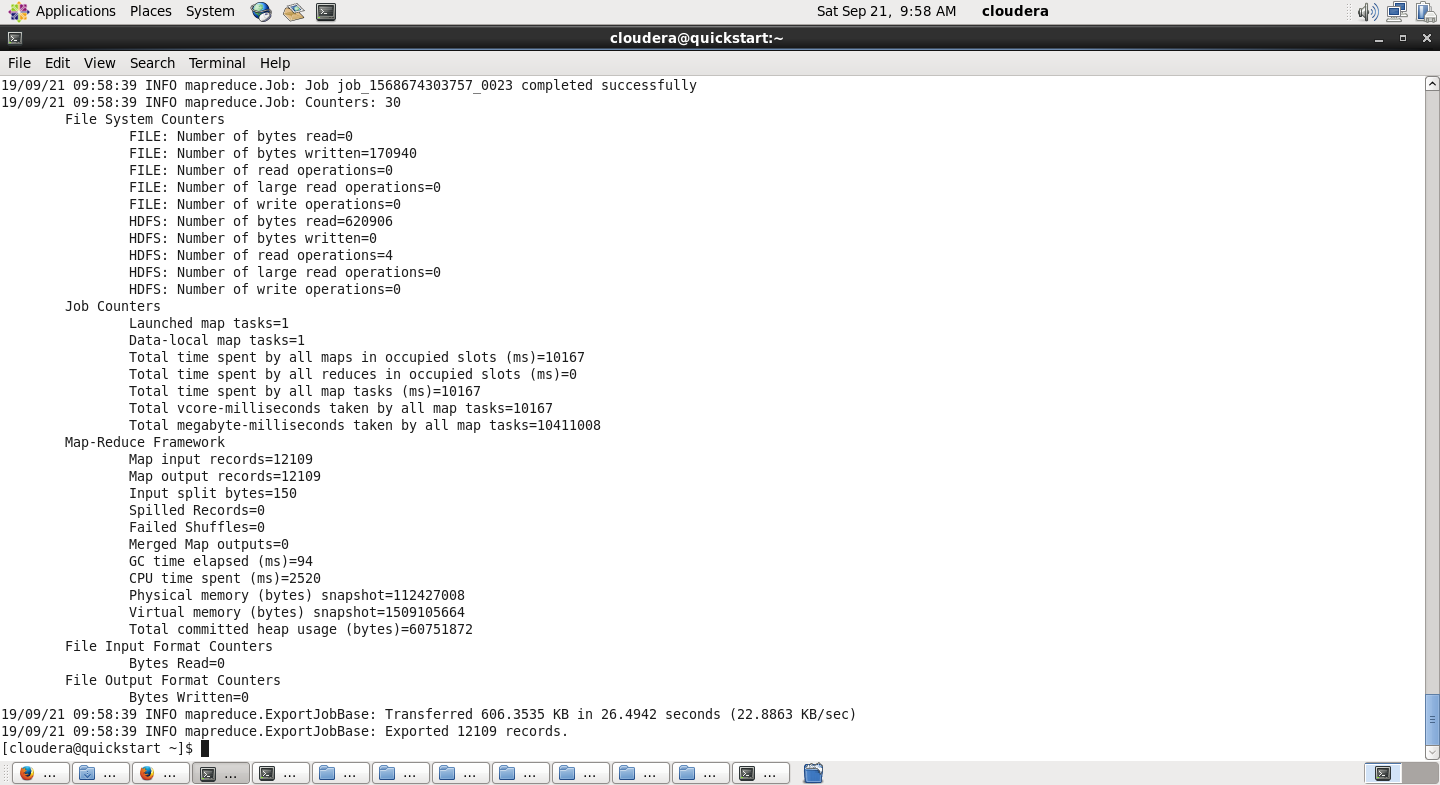 Applications Places System Sat Sep 21, 9:58 AM cloudera
cloudera@quickstart:~
File Edit View Search Terminal Help
19/09/21 09:58:39 INFO mapreduce.Job: Job job_1568674303757_0023 completed successfully
19/09/21 09:58:39 INFO mapreduce.Job: Counters: 30
File System Counters
FILE: Number of bytes read=0
FILE: Number of bytes written=170940
FILE: Number of read operations=0
FILE: Number of large read operations=0
FILE: Number of write operations=0
HDFS: Number of bytes read=620906
HDFS: Number of bytes written=0
HDFS: Number of read operations=4
HDFS: Number of large read operations=0
HDFS: Number of write operations=0
Job Counters
Launched map tasks=1
Data-local map tasks=1
Total time spent by all maps in occupied slots (ms)=10167
Total time spent by all reduces in occupied slots (ms)=0
Total time spent by all map tasks (ms)=10167
Total vcore-milliseconds taken by all map tasks=10167
Total megabyte-milliseconds taken by all map tasks=10411008
Map-Reduce Framework
Map input records=12109
Map output records=12109
Input split bytes=150
Spilled Records=0
Failed Shuffles=0
Merged Map outputs=0
GC time elapsed (ms)=94
CPU time spent (ms)=2520
Physical memory (bytes) snapshot=112427008
Virtual memory (bytes) snapshot=1509105664
Total committed heap usage (bytes)=60751872
File Input Format Counters
Bytes Read=0
File Output Format Counters
Bytes Written=0
19/09/21 09:58:39 INFO mapreduce.ExportJobBase: Transferred 606.3535 KB in 26.4942 seconds (22.8863 KB/sec)
19/09/21 09:58:39 INFO mapreduce.ExportJobBase: Exported 12109 records.
[cloudera@quickstart ~]$
... ... ... ... ... ... ... ... ... ... ... ... ...